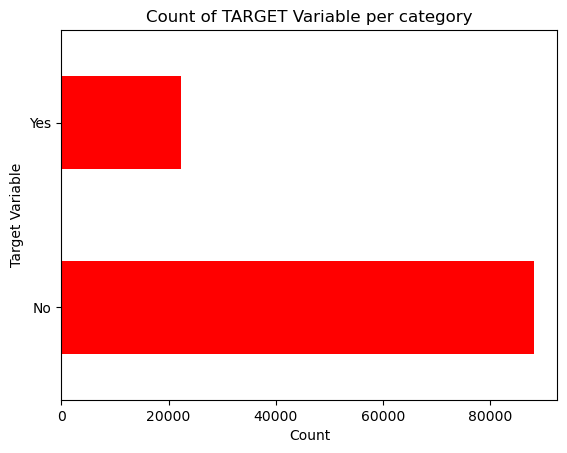 Count of TARGET Variable per category
Yes
No
Target Variable
0 20000 40000 60000 80000
Count